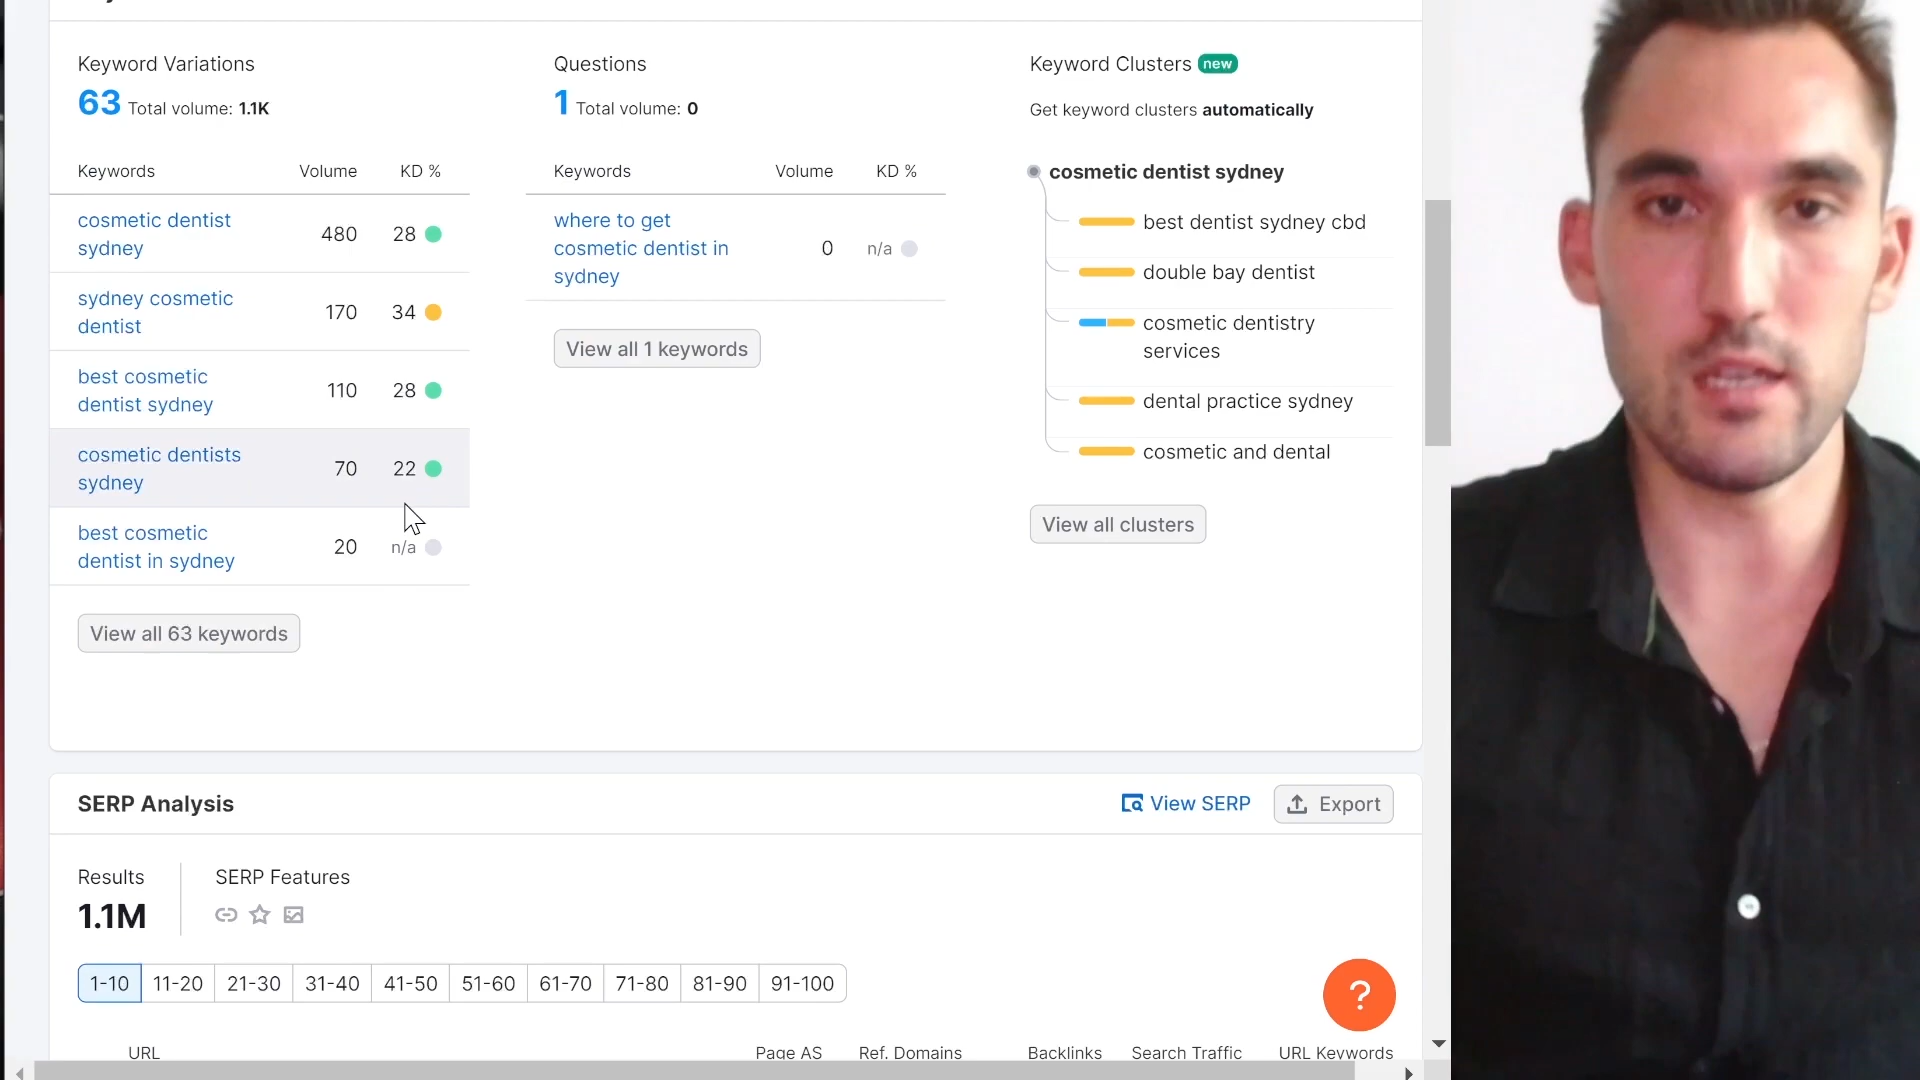 Keyword Variations
63 Total volume: 1.1K
Keywords Volume KD %
cosmetic dentist
sydney
480 28
sydney cosmetic
dentist
170 34
best cosmetic
dentist sydney
110 28
cosmetic dentists
sydney
70 22
best cosmetic
dentist in sydney
20 n/a
View all 63 keywords
Questions
1 Total volume: 0
Keywords Volume KD %
where to get
cosmetic dentist in
sydney
0 n/a
View all 1 keywords
Keyword Clusters new
Get keyword clusters automatically
cosmetic dentist sydney
best dentist sydney cbd
double bay dentist
cosmetic dentistry
services
dental practice sydney
cosmetic and dental
View all clusters
SERP Analysis
View SERP
Export
Results
1.1M
SERP Features
1-10 11-20 21-30 31-40 41-50 51-60 61-70 71-80 81-90 91-100
?
URL Page AS Ref. Domains Backlinks Search Traffic URL Keywords